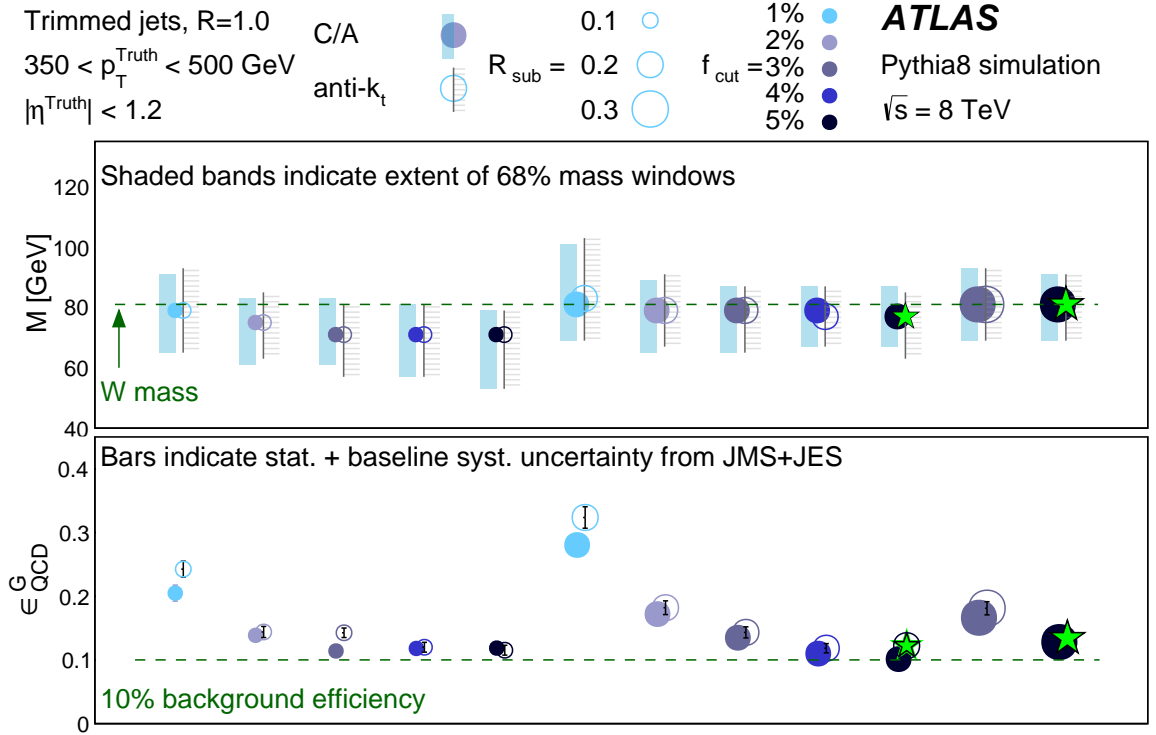 Trimmed jets, R=1.0
350 < p_T^Truth < 500 GeV
|η^Truth| < 1.2
C/A
anti-k_t
R_sub =
0.1
0.2
0.3
f_cut =
1%
2%
3%
4%
5%
ATLAS
Pythia8 simulation
√s = 8 TeV
M [GeV]
120
100
80
60
40
Shaded bands indicate extent of 68% mass windows
W mass
∈^G_QCD
0.4
0.3
0.2
0.1
0
Bars indicate stat. + baseline syst. uncertainty from JMS+JES
10% background efficiency